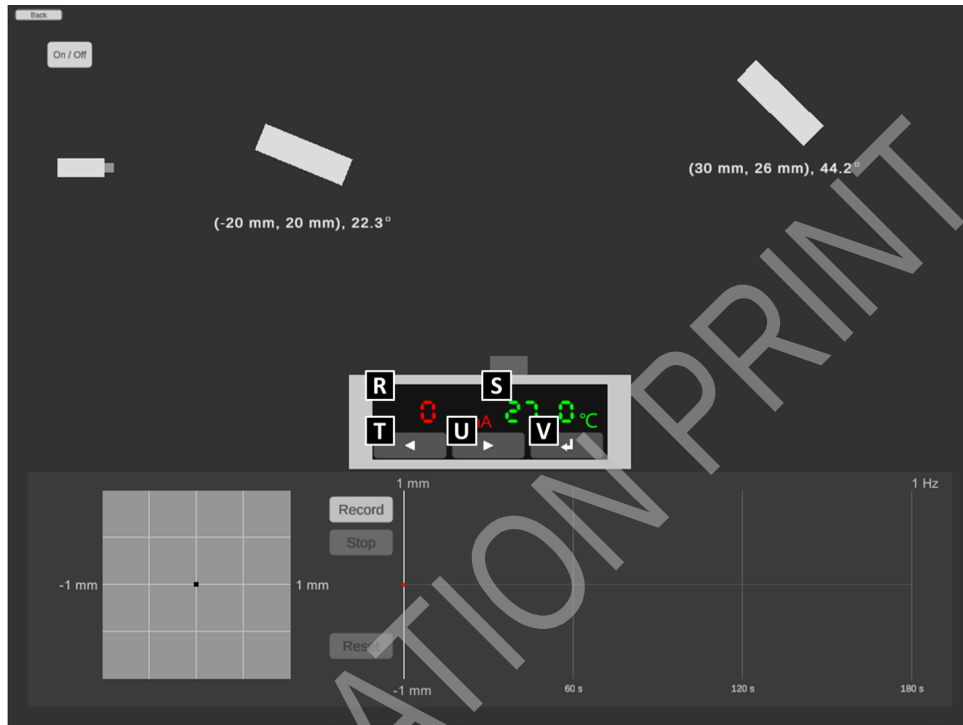 Back
On / Off
(30 mm, 26 mm), 44.2°
(-20 mm, 20 mm), 22.3°
R S
0 27.0 °C
T U V
1 mm 1 Hz
Record
Stop
-1 mm 1 mm
Reset
-1 mm 60 s 120 s 180 s
ATION PRINT